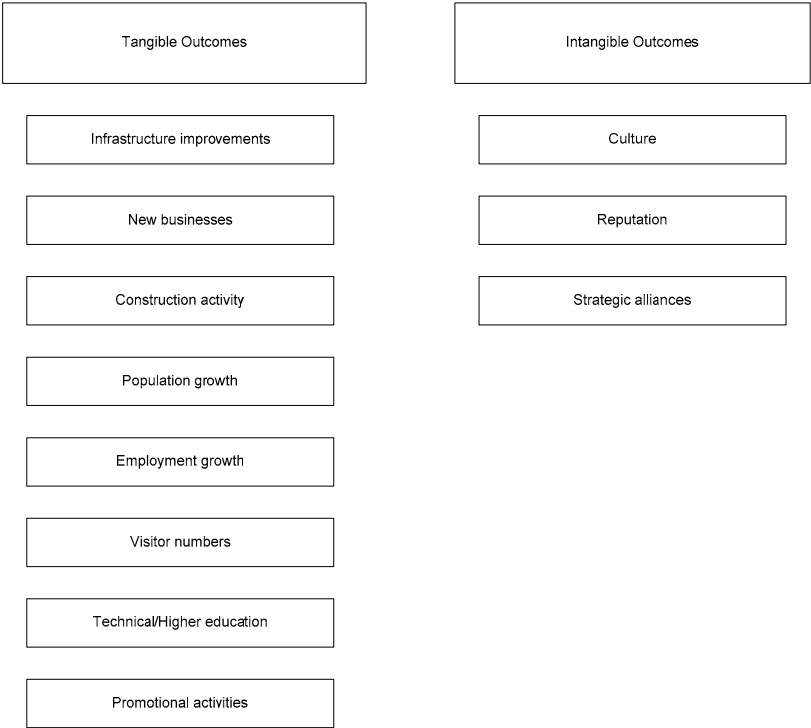 Tangible Outcomes
Infrastructure improvements
New businesses
Construction activity
Population growth
Employment growth
Visitor numbers
Technical/Higher education
Promotional activities
Intangible Outcomes
Culture
Reputation
Strategic alliances